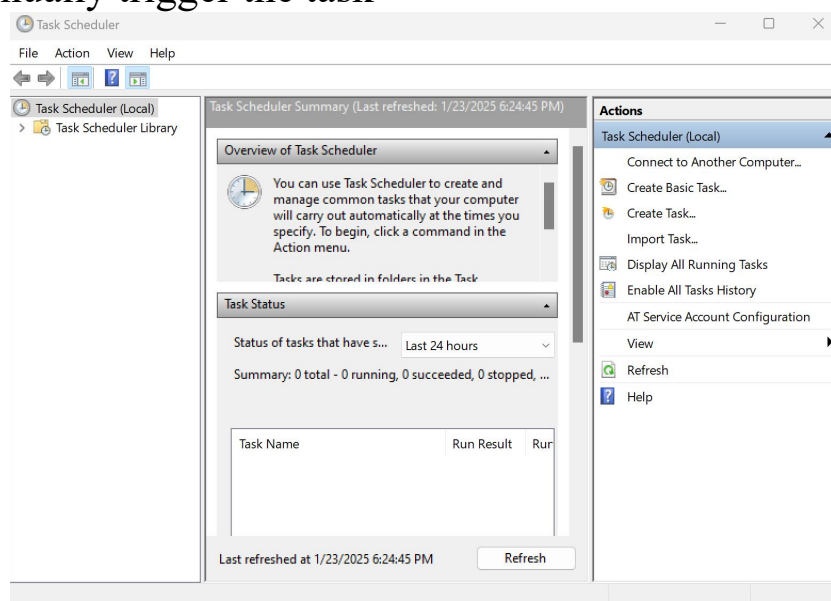 nually trigger the task
Task Scheduler
File Action View Help
Task Scheduler (Local)
Task Scheduler Library
Task Scheduler Summary (Last refreshed: 1/23/2025 6:24:45 PM)
Overview of Task Scheduler
You can use Task Scheduler to create and
manage common tasks that your computer
will carry out automatically at the times you
specify. To begin, click a command in the
Action menu.
Tasks are stored in folders in the Task
Task Status
Status of tasks that have s... Last 24 hours
Summary: 0 total - 0 running, 0 succeeded, 0 stopped, ...
Task Name Run Result Run
Last refreshed at 1/23/2025 6:24:45 PM Refresh
Actions
Task Scheduler (Local)
Connect to Another Computer...
Create Basic Task...
Create Task...
Import Task...
Display All Running Tasks
Enable All Tasks History
AT Service Account Configuration
View
Refresh
Help